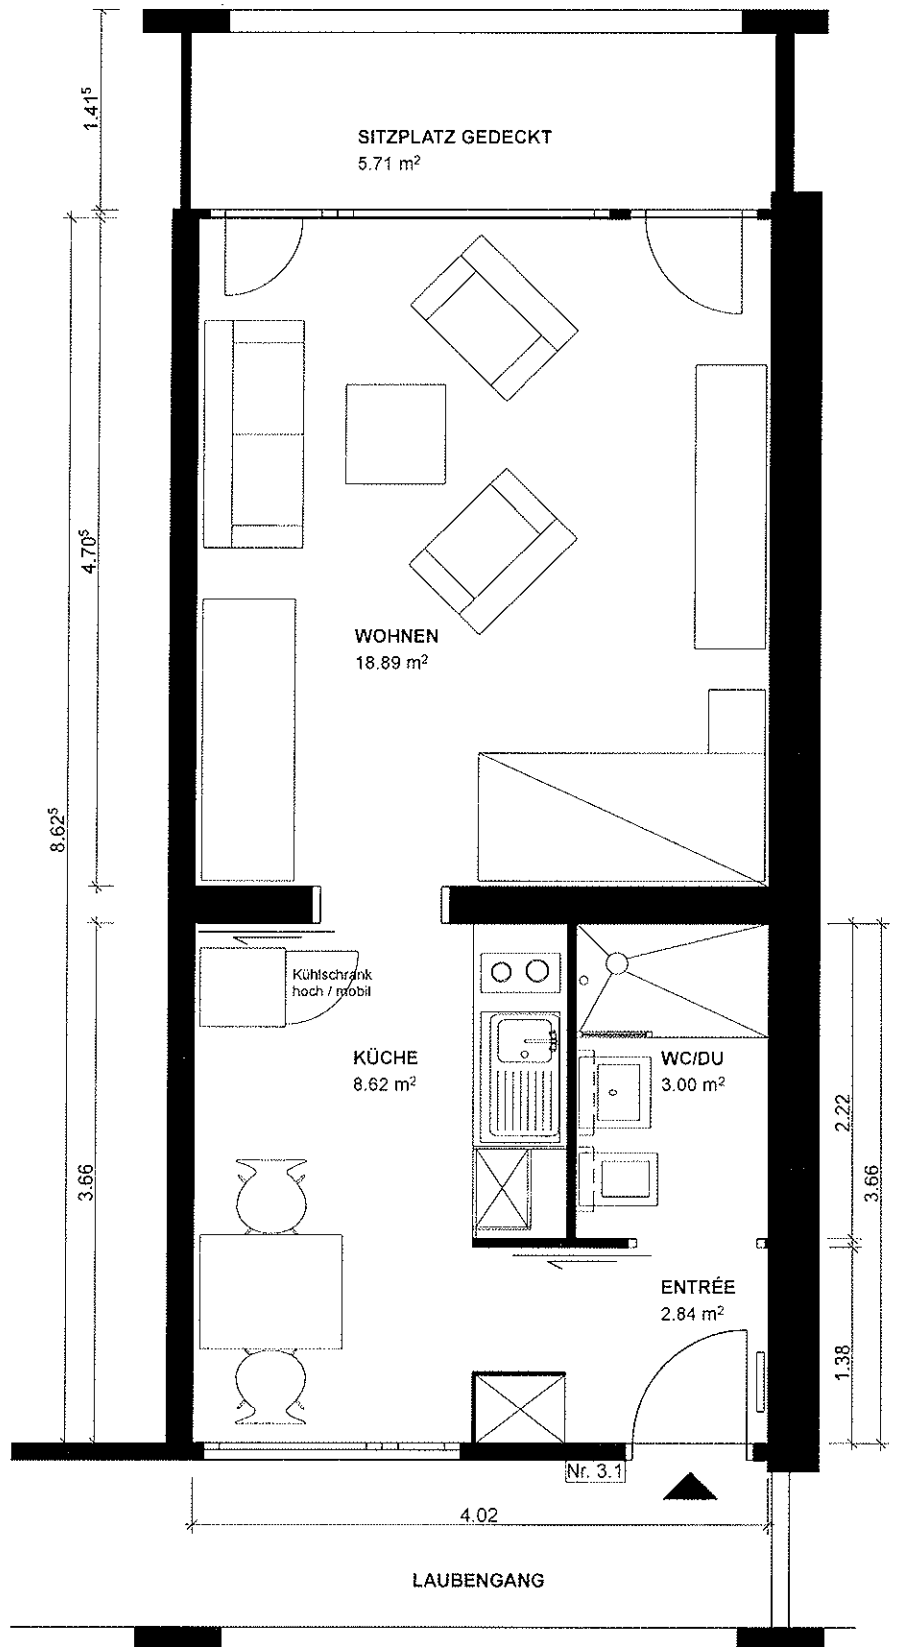 1.41⁵
SITZPLATZ GEDECKT
5.71 m²
4.70⁵
WOHNEN
18.89 m²
8.62⁵
Kühlschrank
hoch / mobil
KÜCHE
8.62 m²
WC/DU
3.00 m²
2.22
3.66
3.66
ENTRÉE
2.84 m²
1.38
Nr. 3.1
4.02
LAUBENGANG